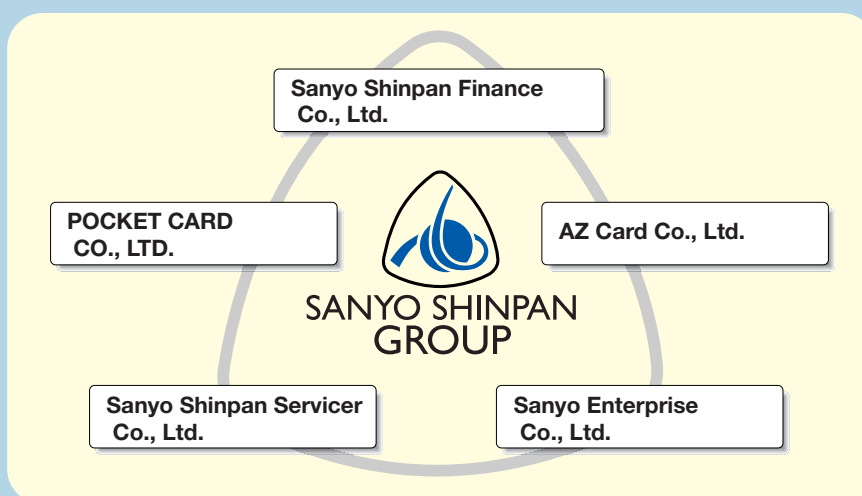 Sanyo Shinpan Finance
Co., Ltd.
POCKET CARD
CO., LTD.
AZ Card Co., Ltd.
SANYO SHINPAN
GROUP
Sanyo Shinpan Servicer
Co., Ltd.
Sanyo Enterprise
Co., Ltd.